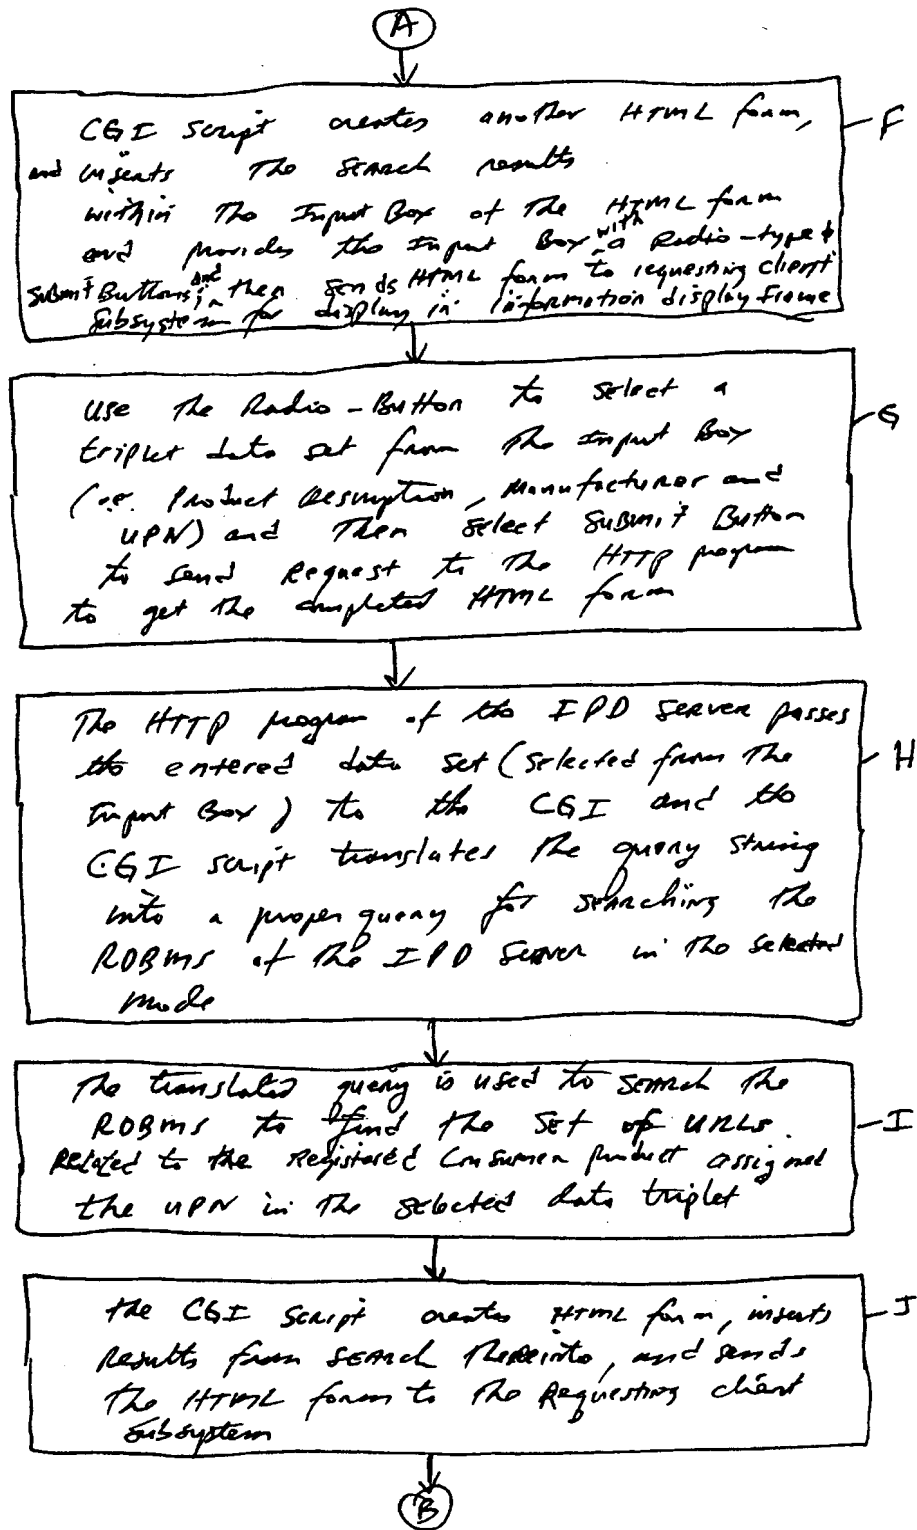 A
CGI Script creates another HTML form, F
and inserts the SEARCH results
within the Input Box of the HTML form
and provides the Input Box with a Radio-type &
Submit Buttons, and then sends HTML form to requesting client
Subsystem for display in information display frame
use the Radio-Button to select a G
triplet data set from the Input Box
(i.e. Product Description, Manufacturer and
UPN) and then select Submit Button
to send Request to the HTTP program
to get the completed HTML form
The HTTP program of the IPD Server passes
the entered data set (selected from the H
Input Box) to the CGI and the
CGI script translates the query string
into a proper query for searching the
RDBMS of the IPD Server in the selected
mode
The translated query is used to SEARCH the
RDBMS to find the SET of URLs I
Related to the Registered Consumer product assigned
the UPN in the selected data triplet
the CGI Script creates HTML form, inserts J
Results from SEARCH thereinto, and sends
the HTML form to the Requesting client
Subsystem
B